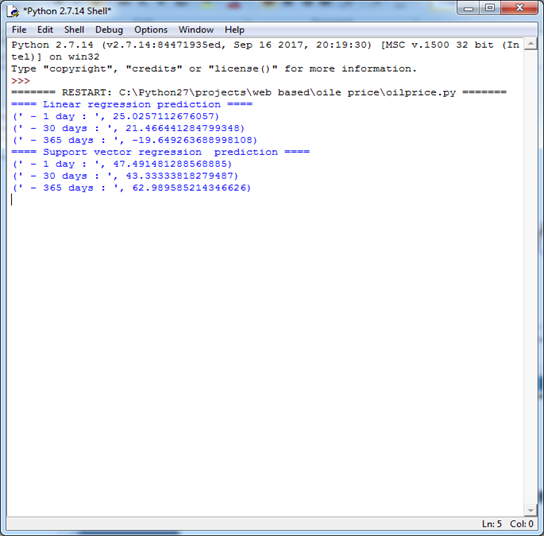 *Python 2.7.14 Shell*
File Edit Shell Debug Options Window Help
Python 2.7.14 (v2.7.14:84471935ed, Sep 16 2017, 20:19:30) [MSC v.1500 32 bit (In
tel)] on win32
Type "copyright", "credits" or "license()" for more information.
>>>
======= RESTART: C:\Python27\projects\web based\oile price\oilprice.py =======
==== Linear regression prediction ====
(' - 1 day : ', 25.0257112676057)
(' - 30 days : ', 21.466441284799348)
(' - 365 days : ', -19.649263688998108)
==== Support vector regression  prediction ====
(' - 1 day : ', 47.491481288568885)
(' - 30 days : ', 43.33333818279487)
(' - 365 days : ', 62.989585214346626)
Ln: 5 Col: 0